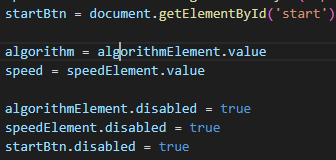 startBtn = document.getElementById('start')
algorithm = algorithmElement.value
speed = speedElement.value
algorithmElement.disabled = true
speedElement.disabled = true
startBtn.disabled = true